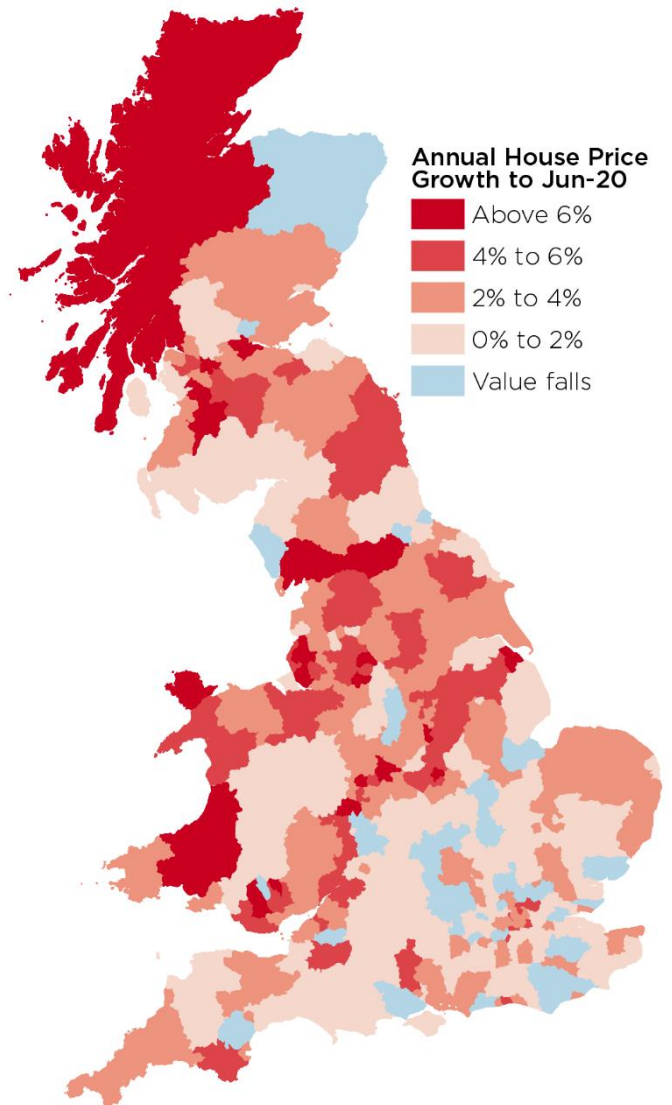 Annual House Price
Growth to Jun-20
Above 6%
4% to 6%
2% to 4%
0% to 2%
Value falls